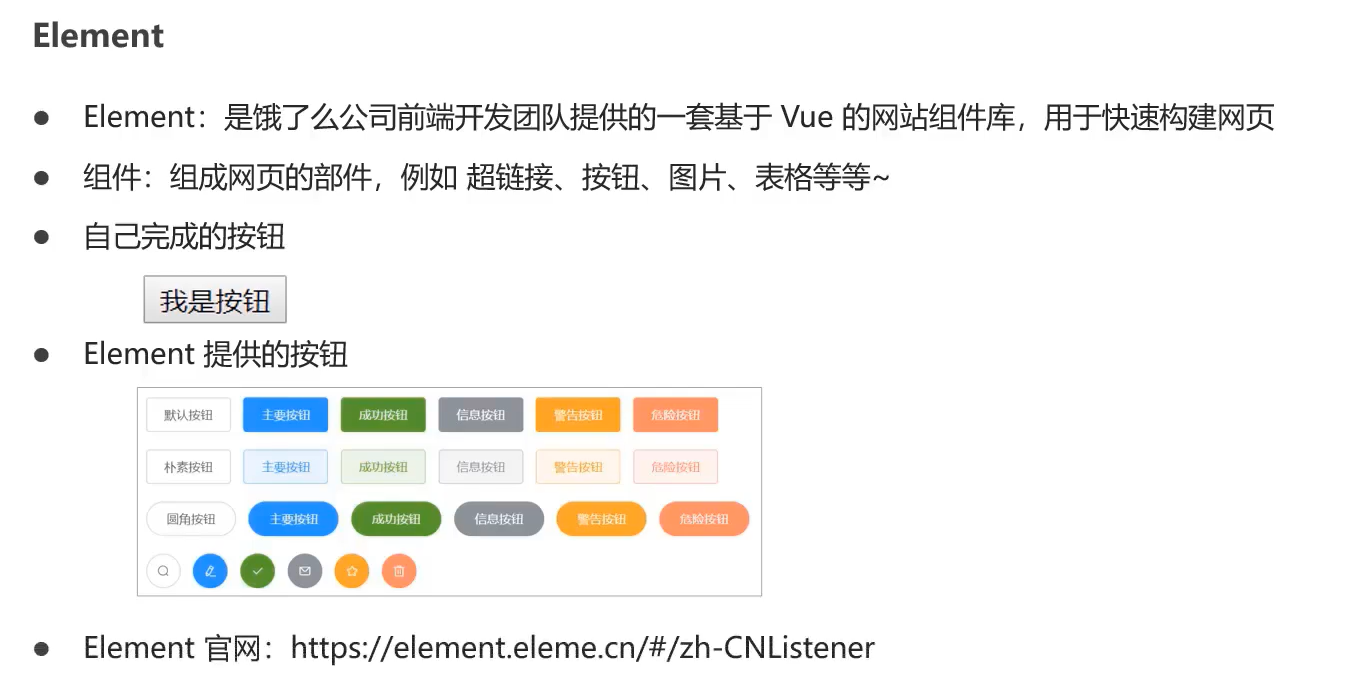 Element
● Element：是饿了么公司前端开发团队提供的一套基于 Vue 的网站组件库，用于快速构建网页
● 组件：组成网页的部件，例如 超链接、按钮、图片、表格等等~
● 自己完成的按钮
我是按钮
● Element 提供的按钮
默认按钮 主要按钮 成功按钮 信息按钮 警告按钮 危险按钮
朴素按钮 主要按钮 成功按钮 信息按钮 警告按钮 危险按钮
圆角按钮 主要按钮 成功按钮 信息按钮 警告按钮 危险按钮
● Element 官网：https://element.eleme.cn/#/zh-CNListener